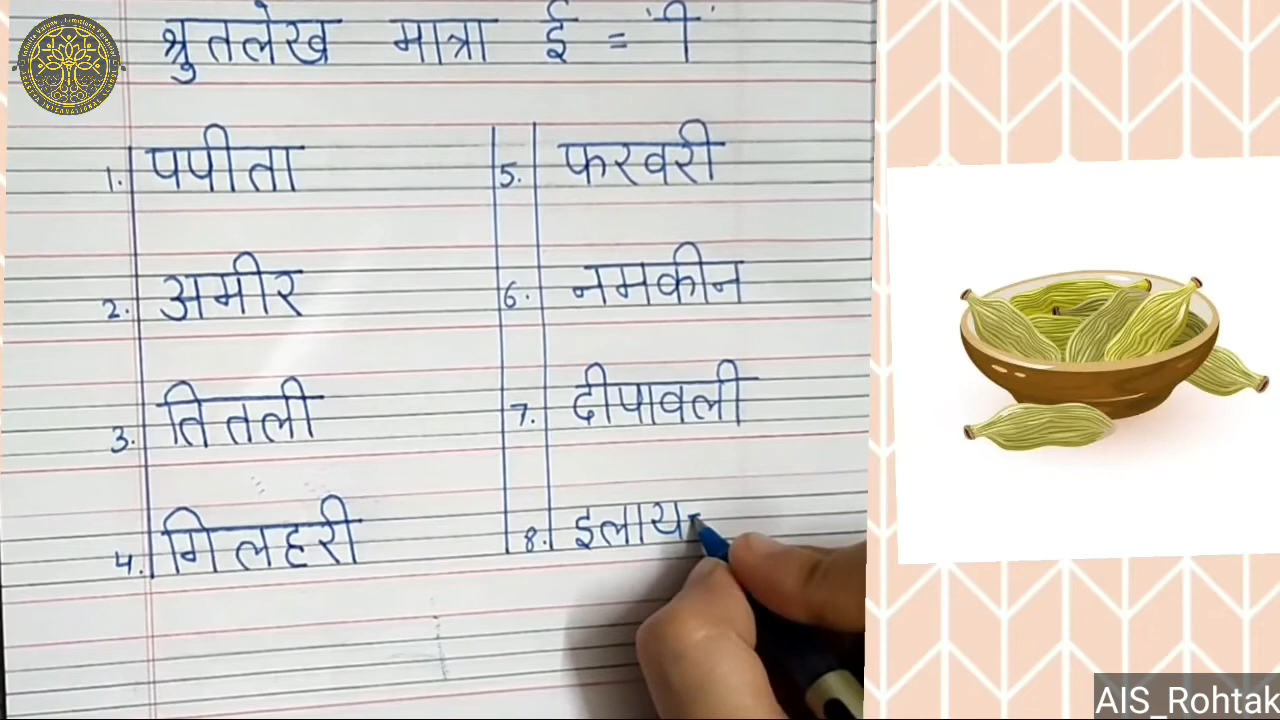 श्रुतलेख मात्रा ई = 'ी'
1. पपीता
2. अमीर
3. तितली
4. गिलहरी
5. फरवरी
6. नमकीन
7. दीपावली
8. इलाय
AIS_Rohtak